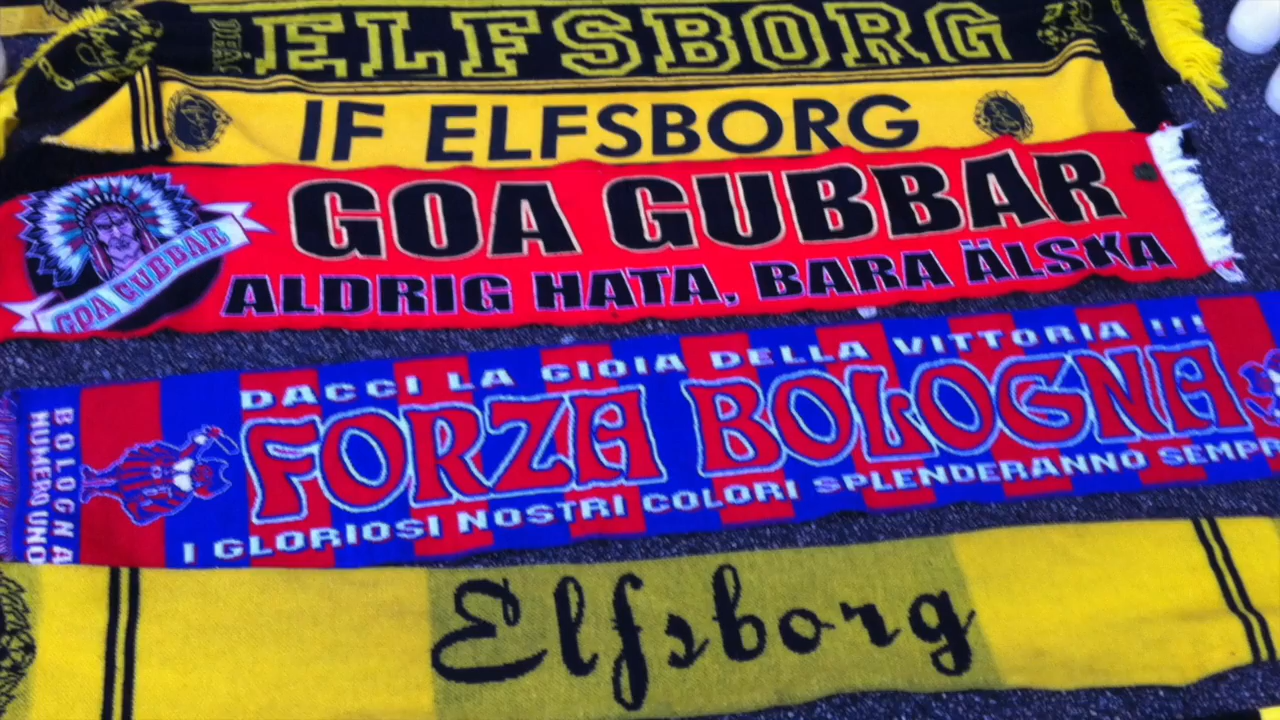 ELFSBORG
IF ELFSBORG
GOA GUBBAR
GOA GUBBAR
ALDRIG HATA, BARA ÄLSKA
DACCI LA GIOIA DELLA VITTORIA !!!
BOLOGNA
NUMERO UNO
FORZA BOLOGNA
I GLORIOSI NOSTRI COLORI SPLENDERANNO SEMPR
Elfsborg